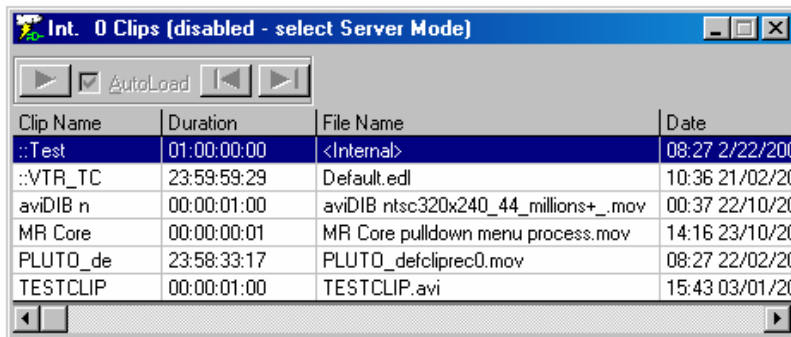 Int. 0 Clips (disabled - select Server Mode)
AutoLoad
Clip Name Duration File Name Date
::Test 01:00:00:00 <Internal> 08:27 2/22/200
::VTR_TC 23:59:59:29 Default.edl 10:36 21/02/20
aviDIB n 00:00:01:00 aviDIB ntsc320x240_44_millions+_.mov 00:37 22/10/20
MR Core 00:00:00:01 MR Core pulldown menu process.mov 14:16 23/10/20
PLUTO_de 23:58:33:17 PLUTO_defcliprec0.mov 08:27 22/02/20
TESTCLIP 00:00:01:00 TESTCLIP.avi 15:43 03/01/20